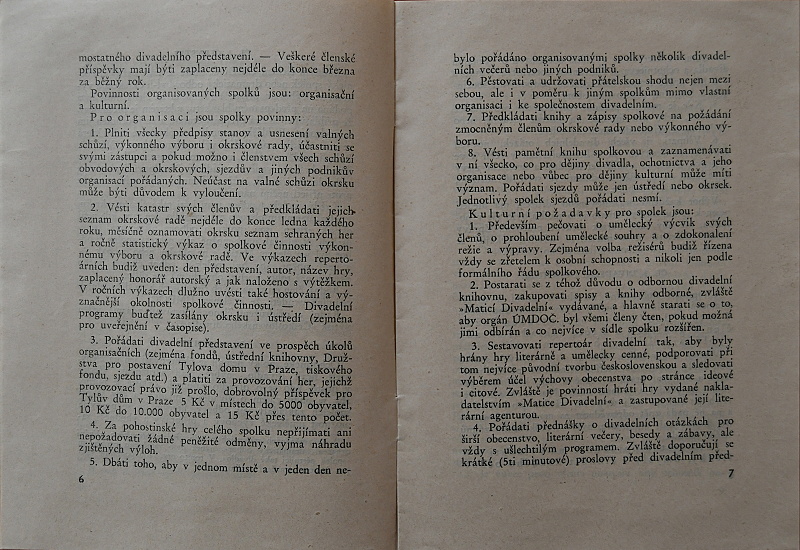 mostatného divadelního představení. — Veškeré členské
příspěvky mají býti zaplaceny nejdéle do konce března
za běžný rok.
Povinnosti organisovaných spolků jsou: organisační
a kulturní.
Pro organisaci jsou spolky povinny:
1. Plniti všecky předpisy stanov a usnesení valných
schůzí, výkonného výboru i okrskové rady, účastniti se
svými zástupci a pokud možno i členstvem všech schůzí
obvodových a okrskových, sjezdův a jiných podnikův
organisací pořádaných. Neúčast na valné schůzi okrsku
může býti důvodem k vyloučení.
2. Vésti katastr svých členův a předkládati jejich
seznam okrskové radě nejdéle do konce ledna každého
roku, měsíčně oznamovati okrsku seznam sehraných her
a ročně statistický výkaz o spolkové činnosti výkon-
nému výboru a okrskové radě. Ve výkazech reperto-
árních budiž uveden: den představení, autor, název hry,
zaplacený honorář autorský a jak naloženo s výtěžkem.
V ročních výkazech dlužno uvésti také hostování a vý-
značnější okolnosti spolkové činnosti. — Divadelní
programy buďtež zasílány okrsku i ústředí (zejména
pro uveřejnění v časopise).
3. Pořádati divadelní představení ve prospěch úkolů
organisačních (zejména fondů, ústřední knihovny, Druž-
stva pro postavení Tylova domu v Praze, tiskového
fondu, sjezdu atd.) a platiti za provozování her, jejichž
provozovací právo již prošlo, dobrovolný příspěvek pro
Tylův dům v Praze 5 Kč v místech do 5000 obyvatel,
10 Kč do 10.000 obyvatel a 15 Kč přes tento počet.
4. Za pohostinské hry celého spolku nepřijímati ani
nepožadovati žádné peněžité odměny, vyjma náhradu
zjištěných výloh.
5. Dbáti toho, aby v jednom místě a v jeden den ne-
6
bylo pořádáno organisovanými spolky několik divadel-
ních večerů nebo jiných podniků.
6. Pěstovati a udržovati přátelskou shodu nejen mezi
sebou, ale i v poměru k jiným spolkům mimo vlastní
organisaci i ke společnostem divadelním.
7. Předkládati knihy a zápisy spolkové na požádání
zmocněným členům okrskové rady nebo výkonného vý-
boru.
8. Vésti pamětní knihu spolkovou a zaznamenávati
v ní všecko, co pro dějiny divadla, ochotnictva a jeho
organisace nebo vůbec pro dějiny kulturní může míti
význam. Pořádati sjezdy může jen ústředí nebo okrsek.
Jednotlivý spolek sjezdů pořádati nesmí.
Kulturní požadavky pro spolek jsou:
1. Především pečovati o umělecký výcvik svých
členů, o prohloubení umělecké souhry a o zdokonalení
režie a výpravy. Zejména volba režisérů budiž řízena
vždy se zřetelem k osobní schopnosti a nikoli jen podle
formálního řádu spolkového.
2. Postarati se z téhož důvodu o odbornou divadelní
knihovnu, zakupovati spisy a knihy odborné, zvláště
»Maticí Divadelní« vydávané, a hlavně starati se o to,
aby orgán ÚMDOČ. byl všemi členy čten, pokud možná
jimi odbírán a co nejvíce v sídle spolku rozšířen.
3. Sestavovati repertoár divadelní tak, aby byly
hrány hry literárně a umělecky cenné, podporovati při
tom nejvíce původní tvorbu československou a sledovati
výběrem účel výchovy obecenstva po stránce ideové
i citové. Zvláště je povinností hráti hry vydané nakla-
datelstvím »Matice Divadelní« a zastupované její lite-
rární agenturou.
4. Pořádati přednášky o divadelních otázkách pro
širší obecenstvo, literární večery, besedy a zábavy, ale
vždy s ušlechtilým programem. Zvláště doporučují se
krátké (5ti minutové) proslovy před divadelním před-
7